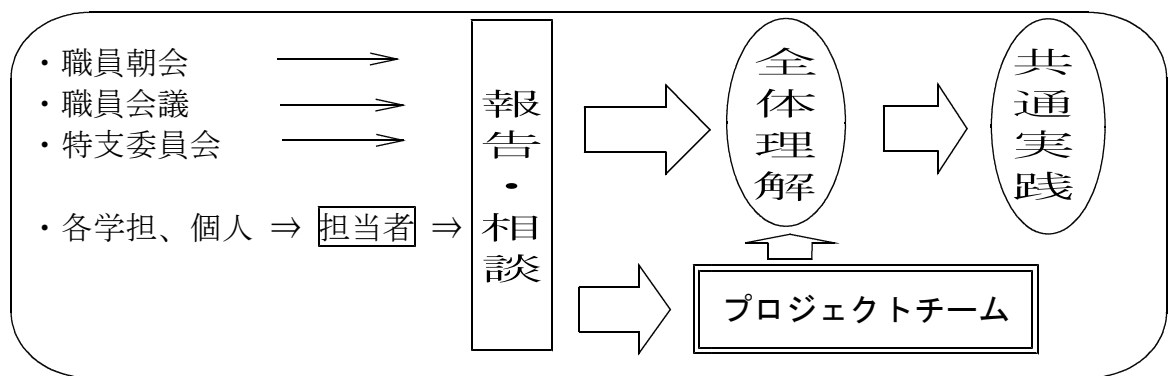 ・職員朝会
・職員会議
・特支委員会
・各学担、個人 ⇒ 担当者 ⇒
報告・相談
全体理解
共通実践
プロジェクトチーム